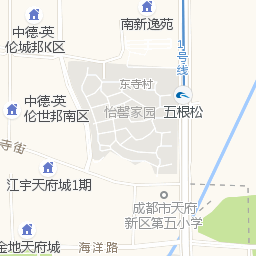 南新逸苑
中德-英
伦城邦K区
1号线
东寺村
中德-英
伦世邦南区
怡馨家园
五根松
寺街
江宇天府城1期
成都市天府
新区第五小学
金地天府城
海洋路